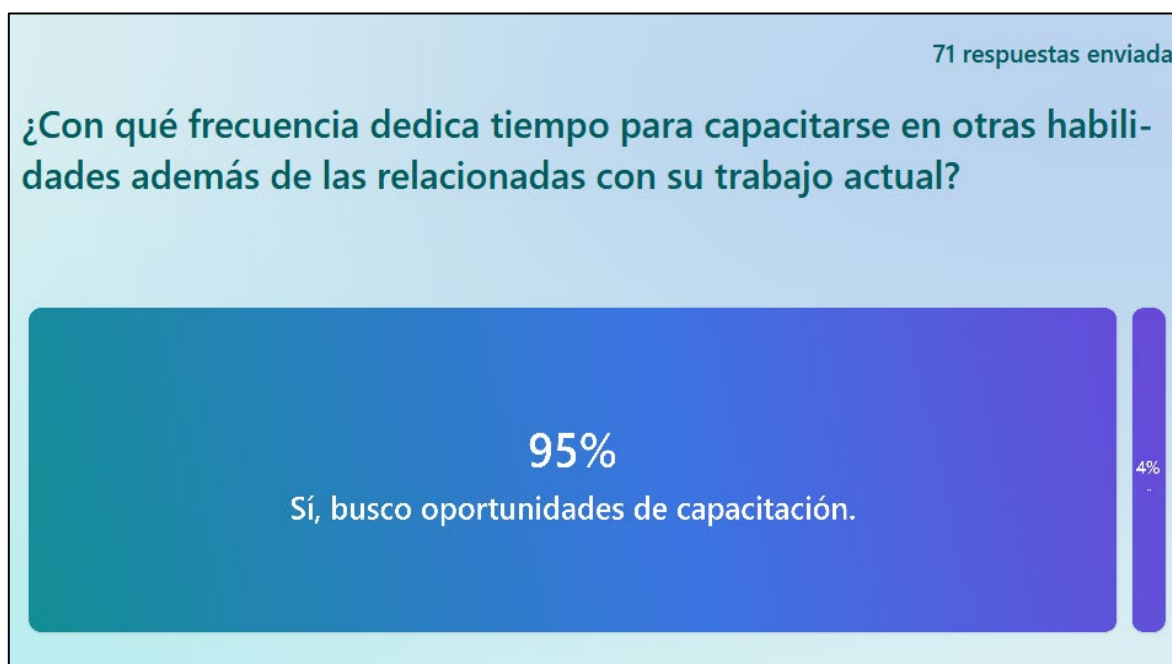 71 respuestas enviada
¿Con qué frecuencia dedica tiempo para capacitarse en otras habili-
dades además de las relacionadas con su trabajo actual?
95%
Sí, busco oportunidades de capacitación.
4%
..